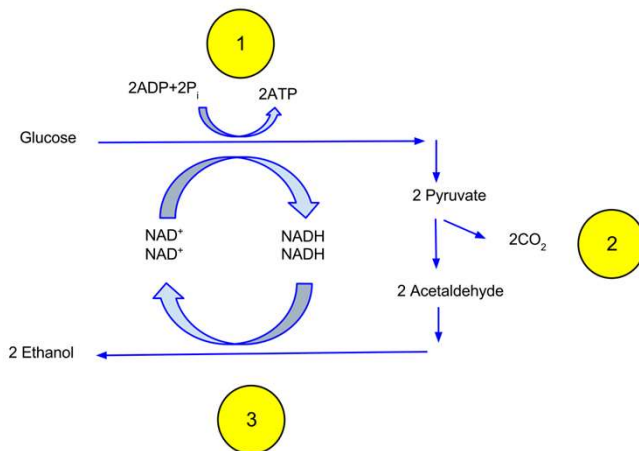 1
2ADP+2Pᵢ
2ATP
Glucose
2 Pyruvate
NAD⁺
NAD⁺
NADH
NADH
2CO₂
2
2 Acetaldehyde
2 Ethanol
3